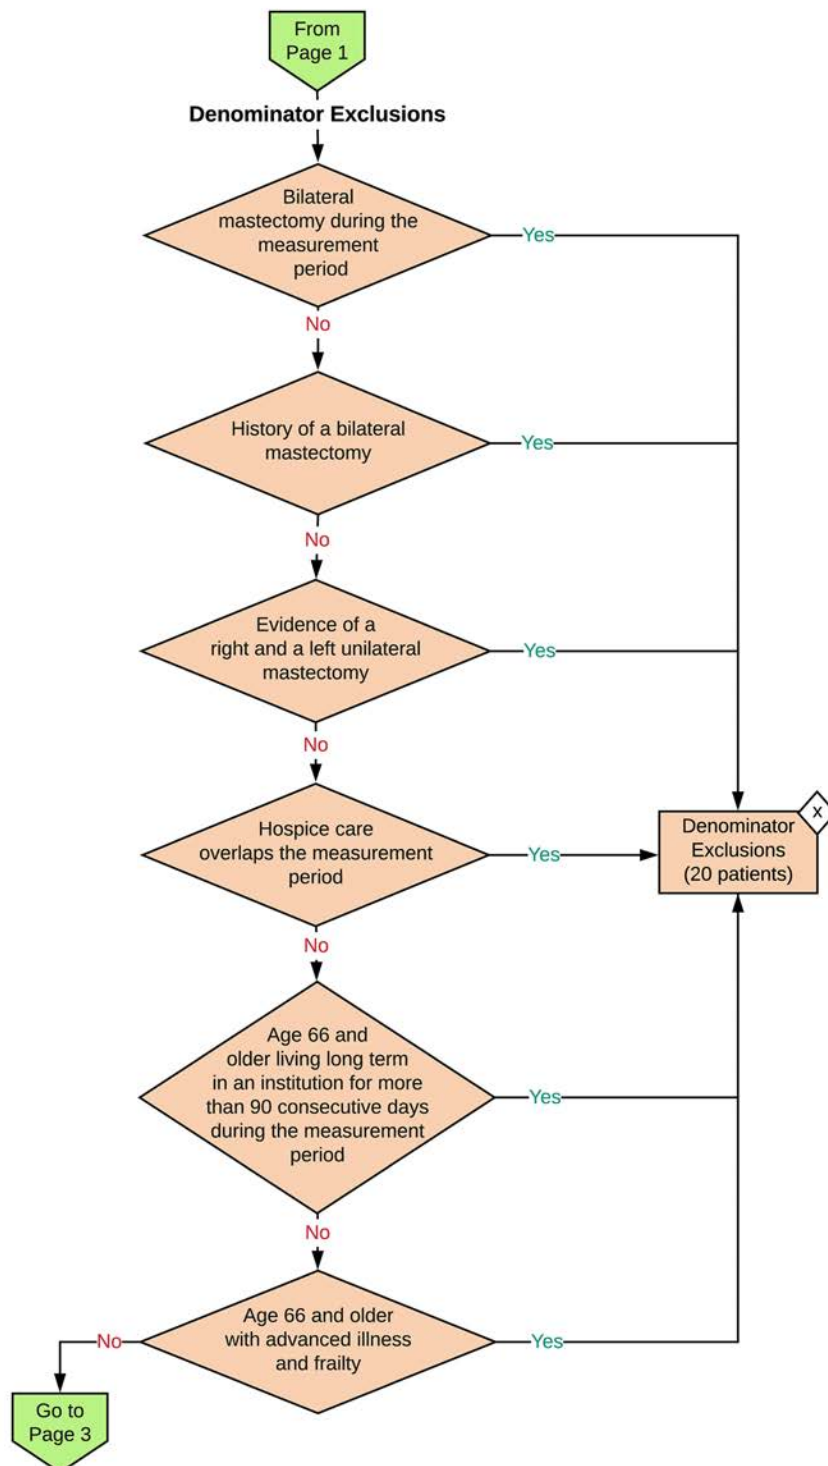 From
Page 1
Denominator Exclusions
Bilateral
mastectomy during the
measurement
period
Yes
No
History of a bilateral
mastectomy
Yes
No
Evidence of a
right and a left unilateral
mastectomy
Yes
No
Hospice care
overlaps the measurement
period
Yes
x
Denominator
Exclusions
(20 patients)
No
Age 66 and
older living long term
in an institution for more
than 90 consecutive days
during the measurement
period
Yes
No
Age 66 and older
with advanced illness
and frailty
Yes
No
Go to
Page 3